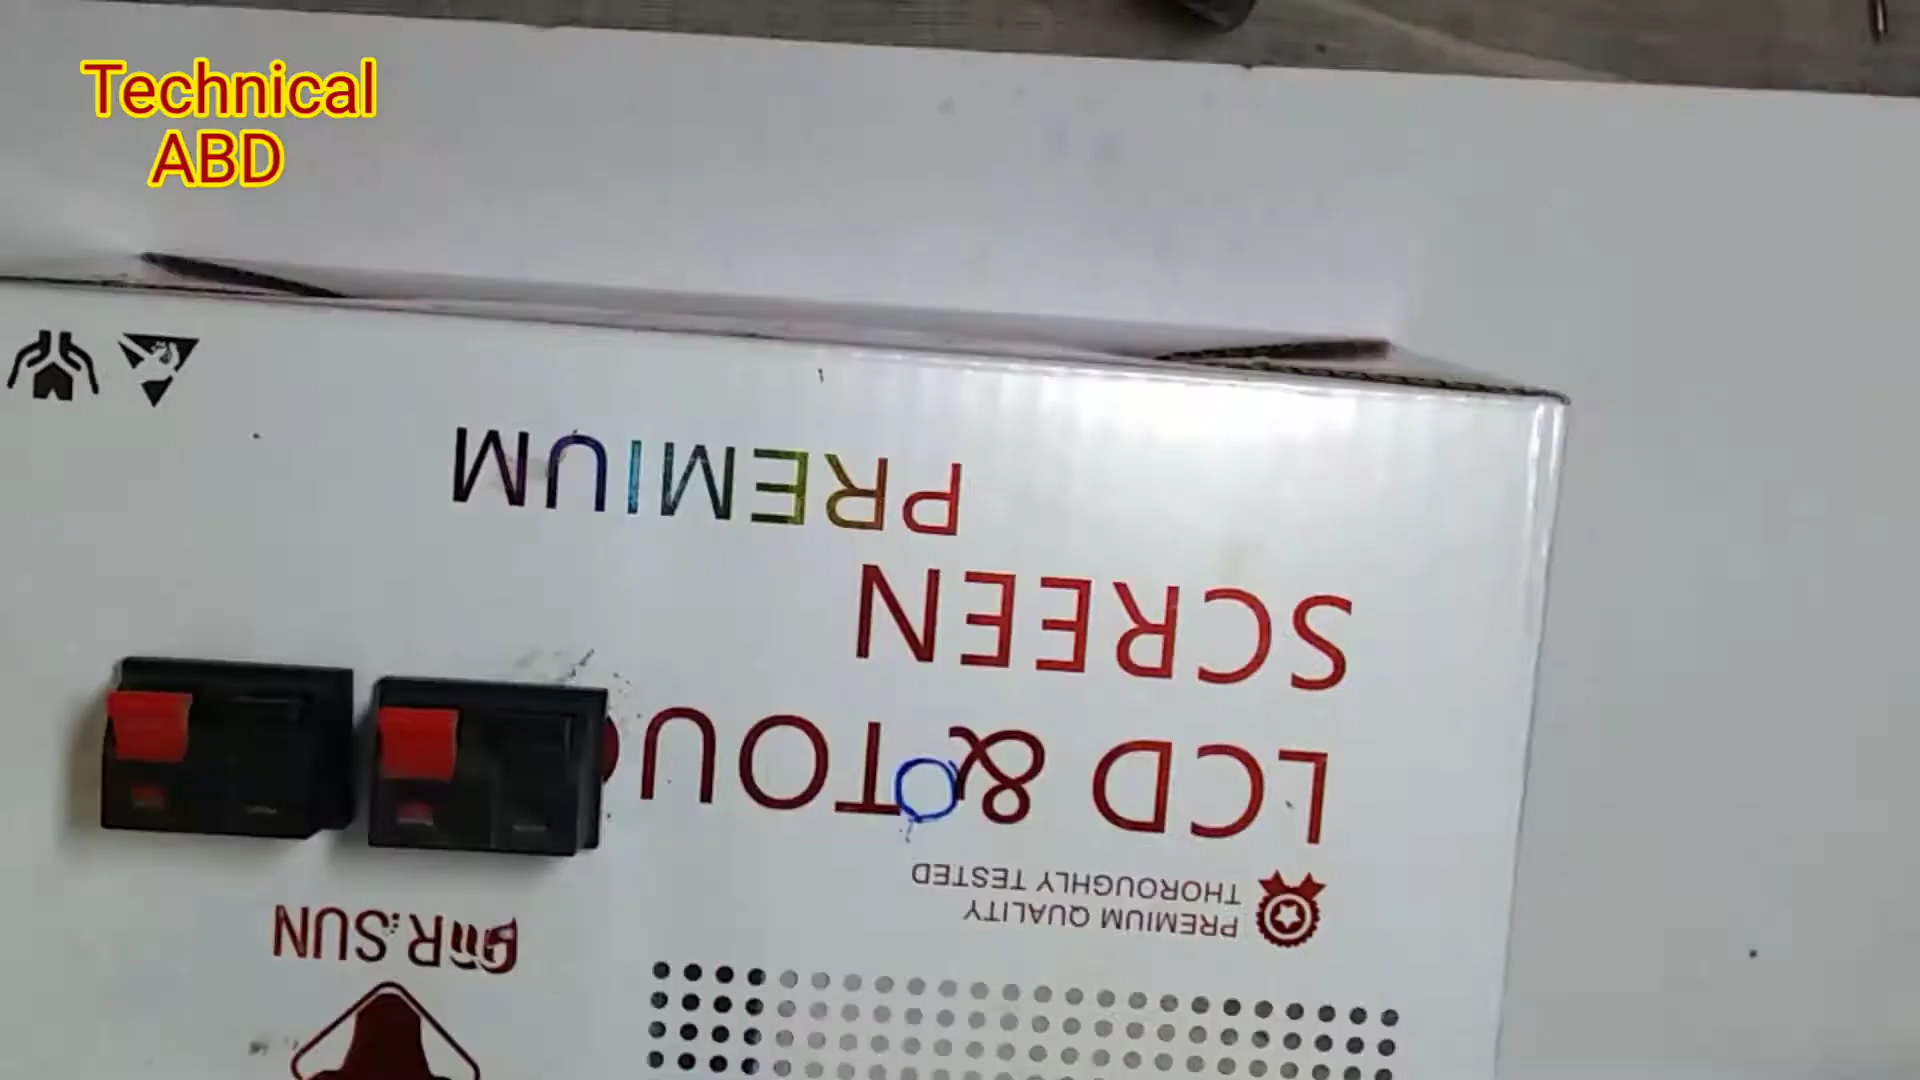 Technical
ABD
PREMIUM QUALITY
THOROUGHLY TESTED
LCD & TOU
SCREEN
PREMIUM
R.SUN